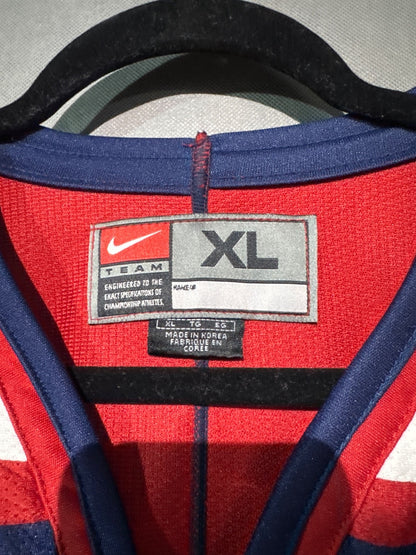 TEAM
ENGINEERED TO THE
EXACT SPECIFICATIONS OF
CHAMPIONSHIP ATHLETES.
XL
NAME/#
XL TG EG
MADE IN KOREA
FABRIQUE EN
COREE